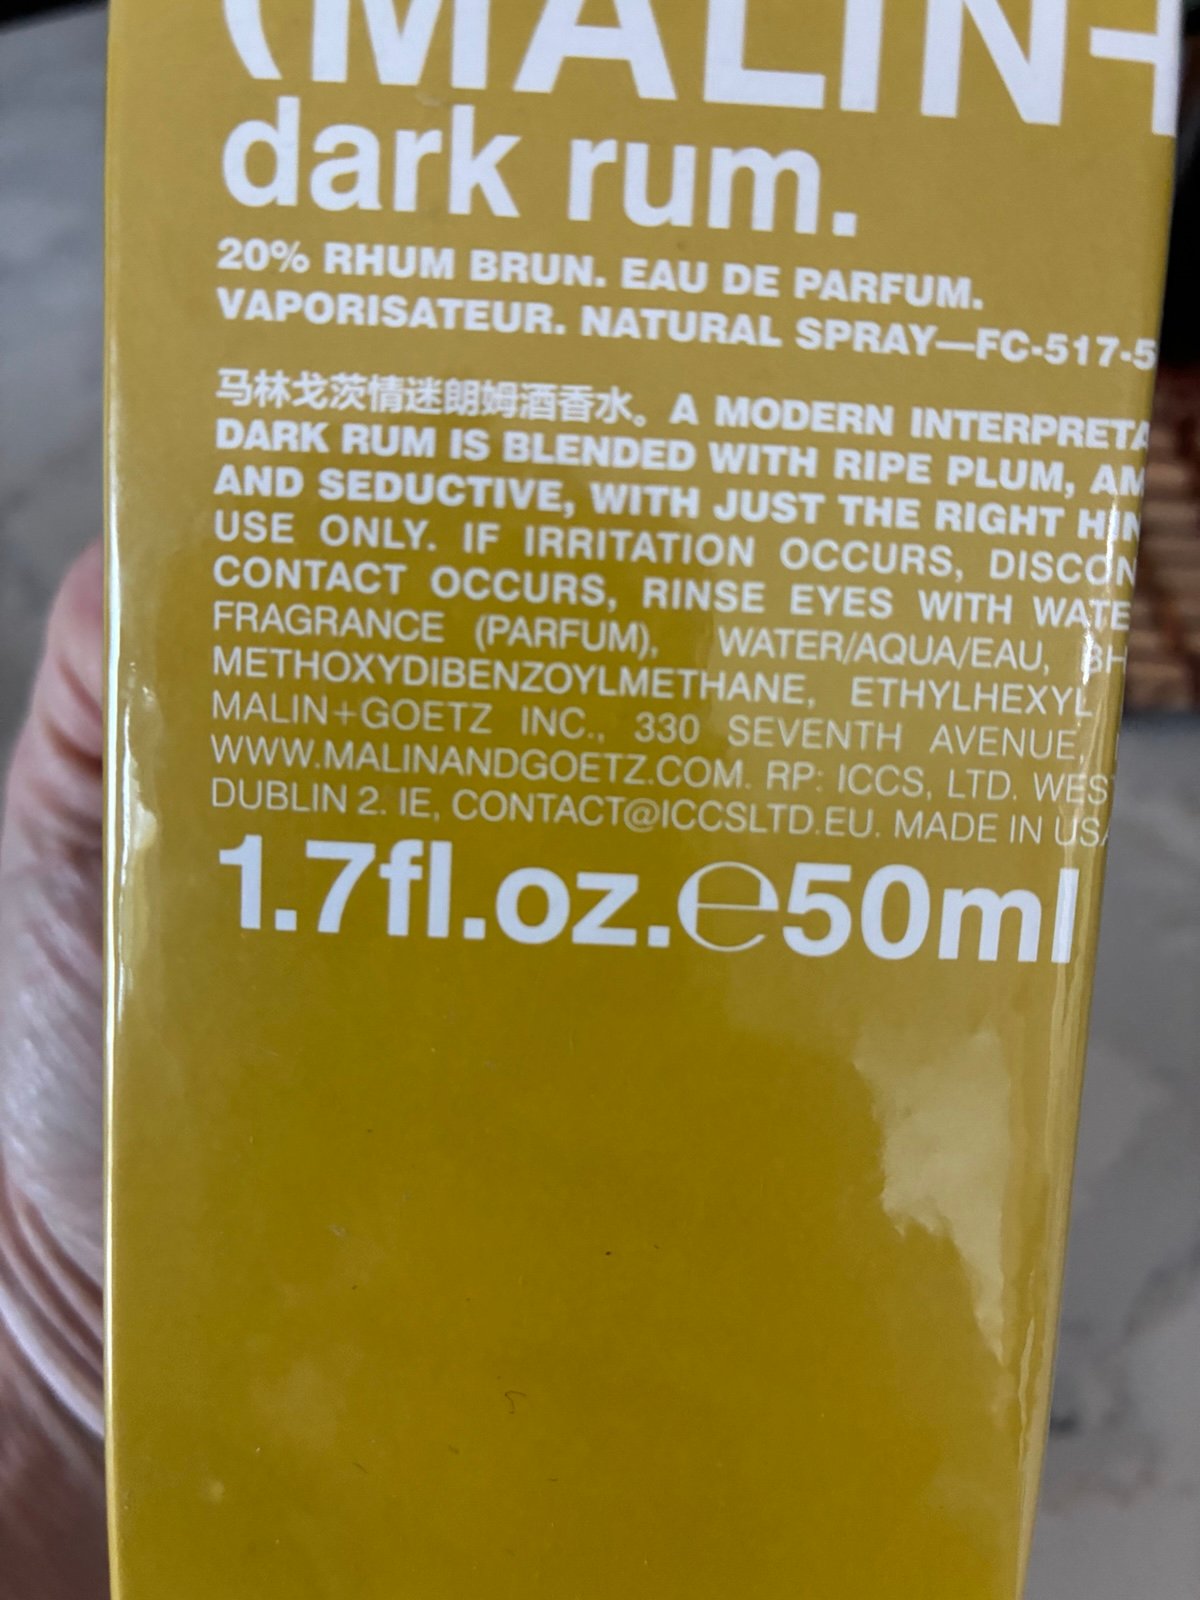 (MALIN+
dark rum.
20% RHUM BRUN. EAU DE PARFUM.
VAPORISATEUR. NATURAL SPRAY—FC-517-5
马林戈茨情迷朗姆酒香水。A MODERN INTERPRETA
DARK RUM IS BLENDED WITH RIPE PLUM, AM
AND SEDUCTIVE, WITH JUST THE RIGHT HIN
USE ONLY. IF IRRITATION OCCURS, DISCON
CONTACT OCCURS, RINSE EYES WITH WATE
FRAGRANCE (PARFUM), WATER/AQUA/EAU, BH
METHOXYDIBENZOYLMETHANE, ETHYLHEXYL
MALIN+GOETZ INC., 330 SEVENTH AVENUE,
WWW.MALINANDGOETZ.COM. RP: ICCS, LTD. WES
DUBLIN 2. IE, CONTACT@ICCSLTD.EU. MADE IN USA
1.7fl.oz.℮50ml